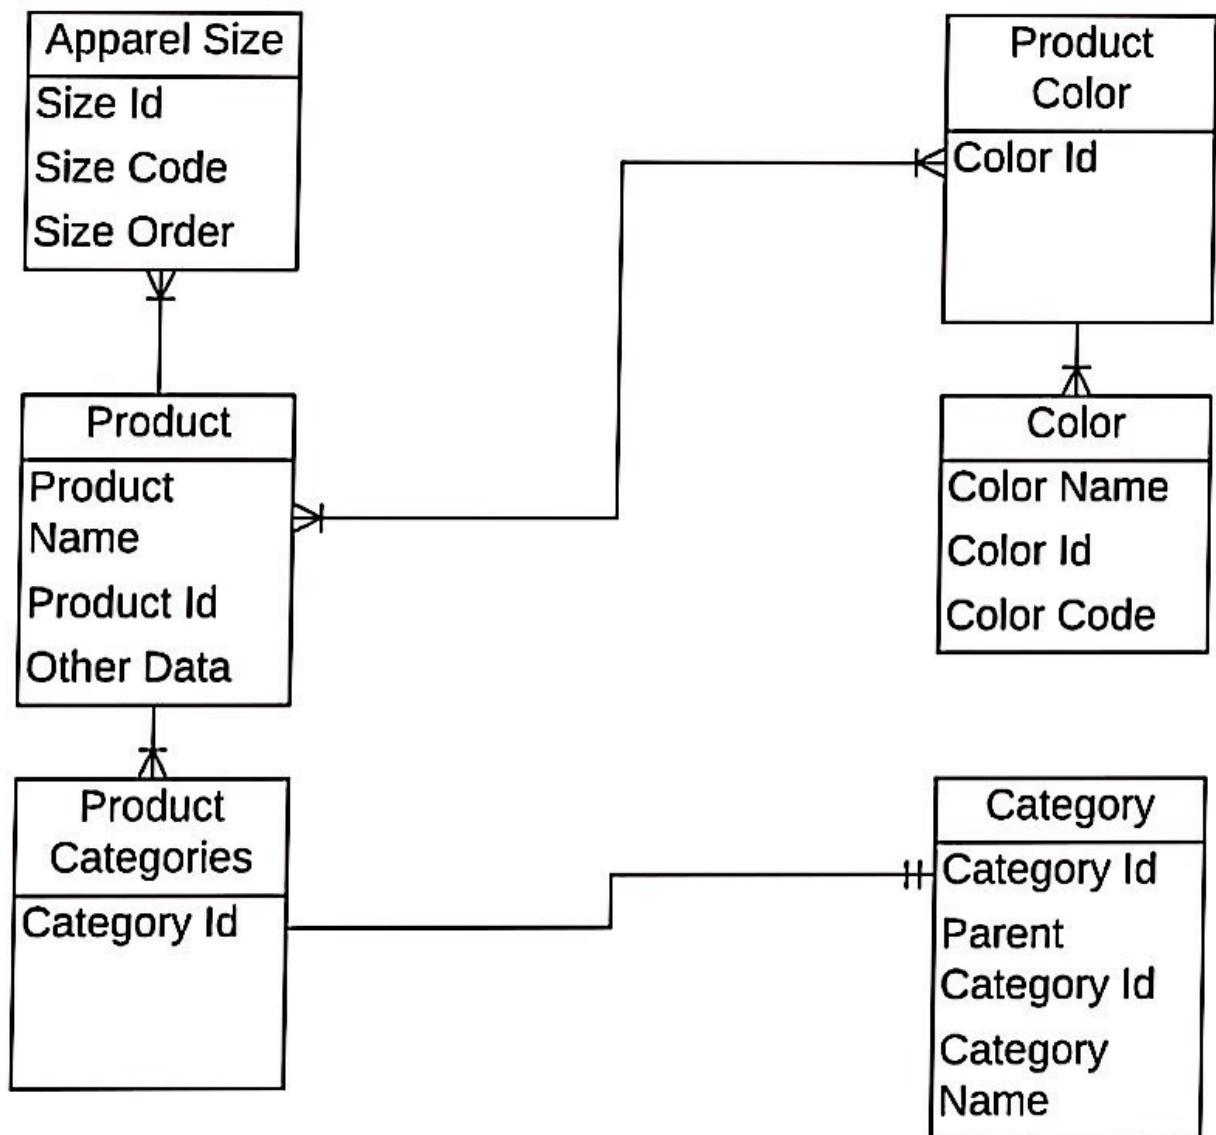 Apparel Size
Size Id
Size Code
Size Order
Product
Color
Color Id
Product
Product
Name
Product Id
Other Data
Color
Color Name
Color Id
Color Code
Product
Categories
Category Id
Category
Category Id
Parent
Category Id
Category
Name